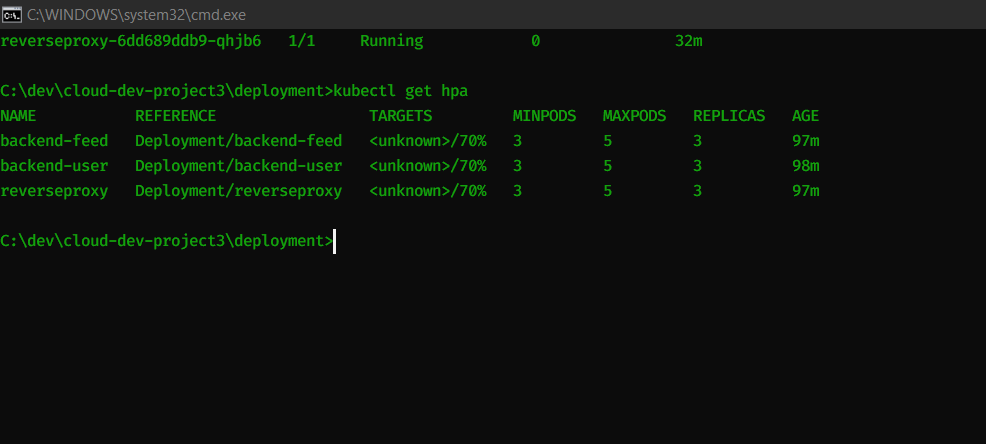 C:\WINDOWS\system32\cmd.exe
reverseproxy-6dd689ddb9-qhjb6   1/1     Running            0               32m
C:\dev\cloud-dev-project3\deployment>kubectl get hpa
NAME           REFERENCE                 TARGETS         MINPODS   MAXPODS   REPLICAS   AGE
backend-feed   Deployment/backend-feed   <unknown>/70%   3         5         3          97m
backend-user   Deployment/backend-user   <unknown>/70%   3         5         3          98m
reverseproxy   Deployment/reverseproxy   <unknown>/70%   3         5         3          97m
C:\dev\cloud-dev-project3\deployment>